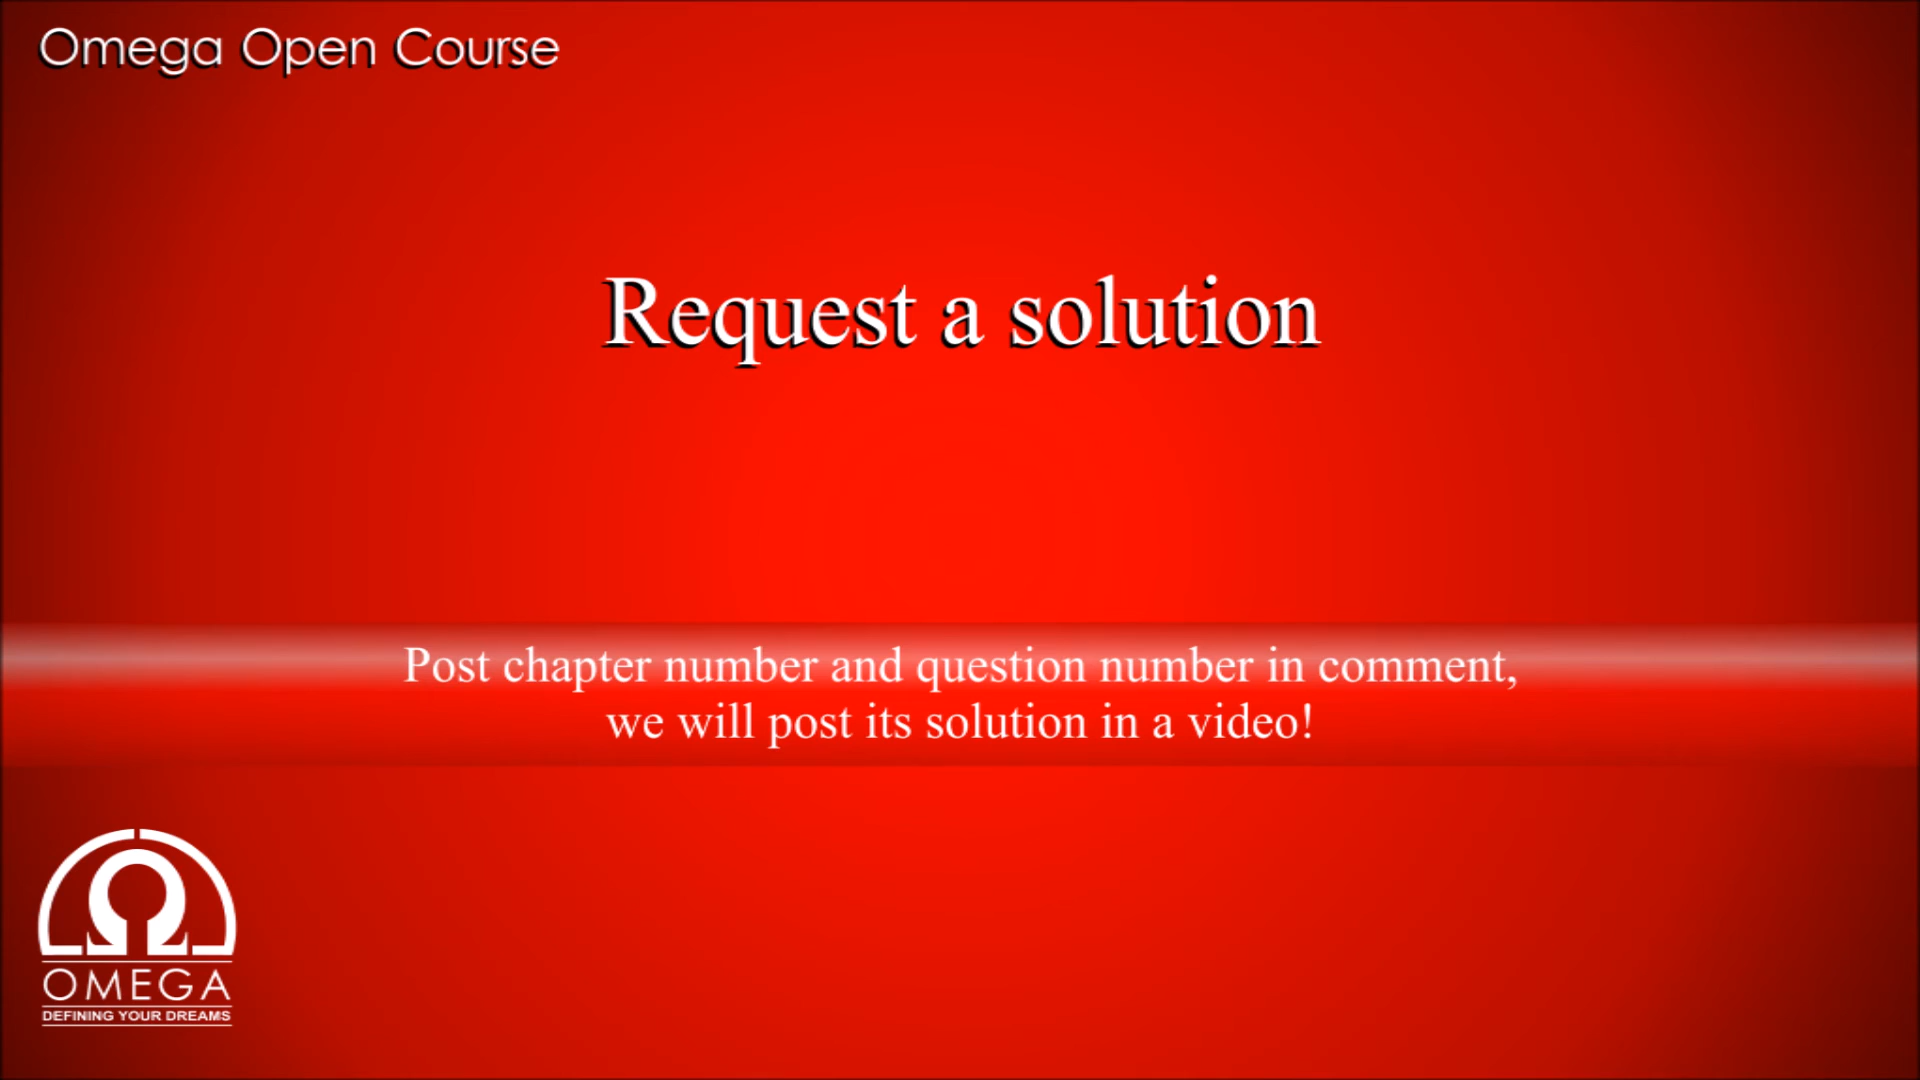 Omega Open Course
Request a solution
Post chapter number and question number in comment,
we will post its solution in a video!
Ω
OMEGA
DEFINING YOUR DREAMS